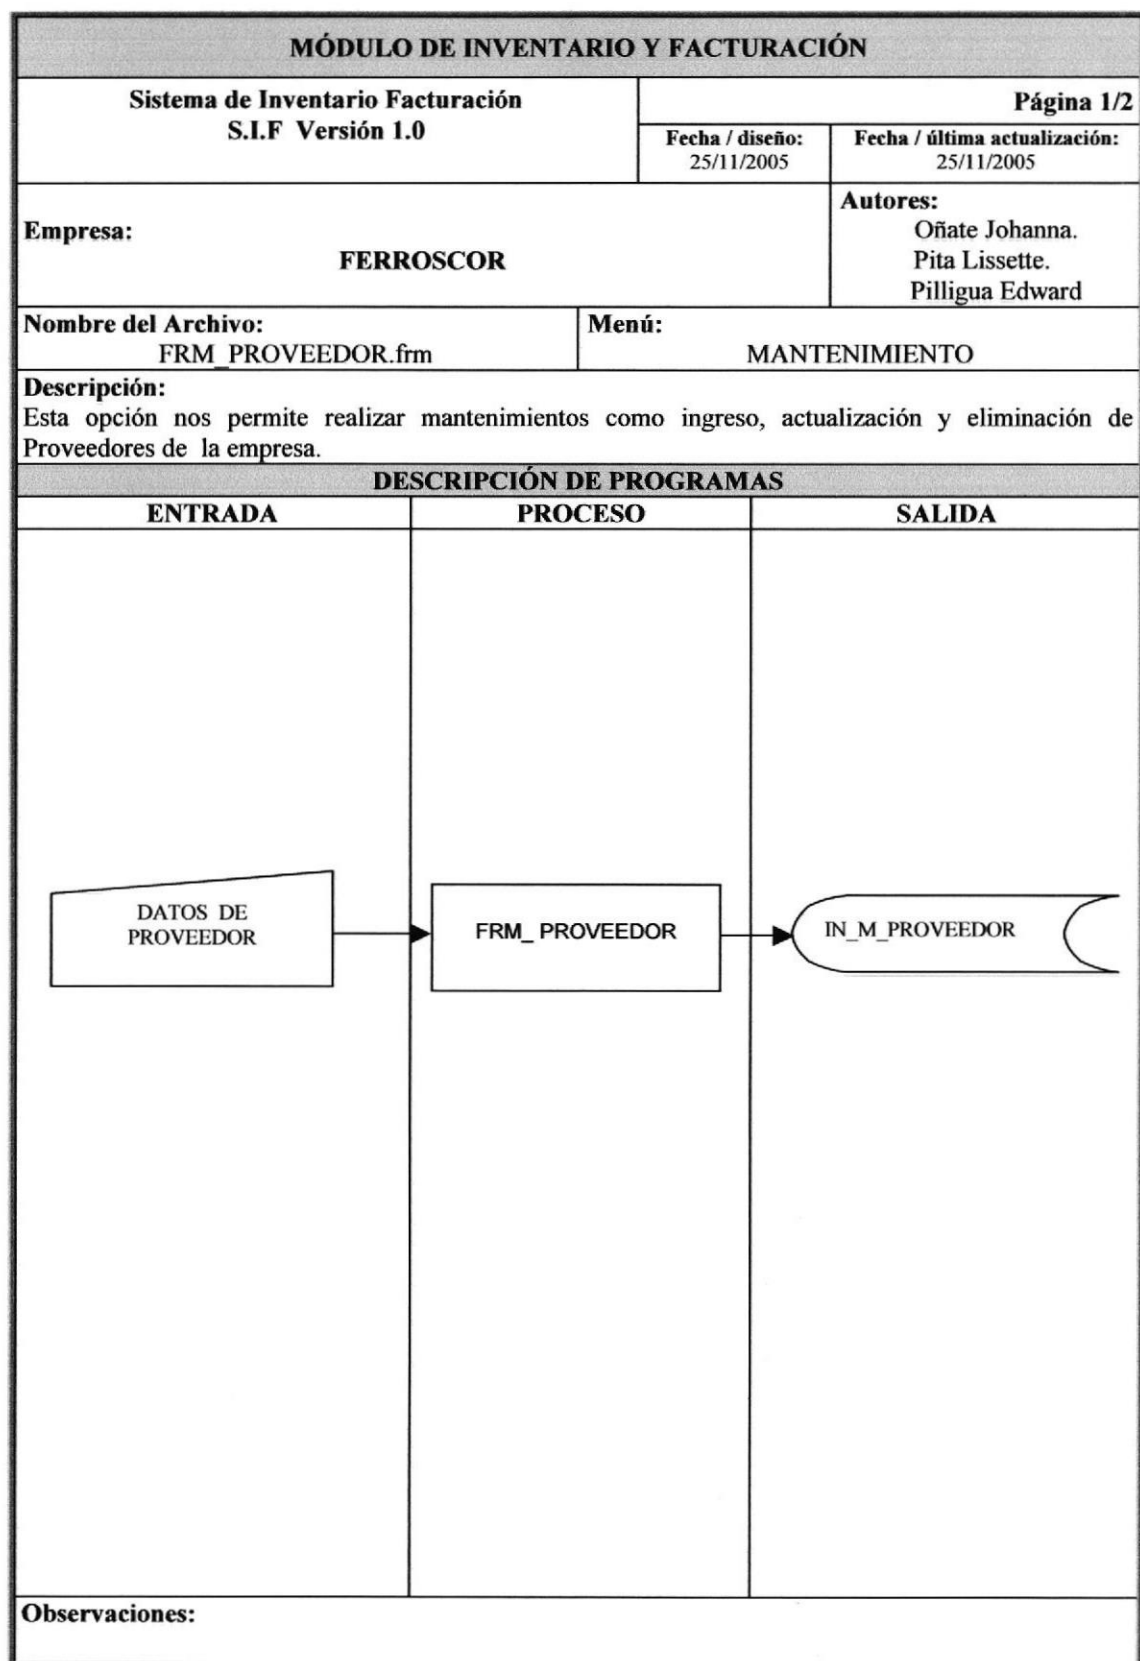 MÓDULO DE INVENTARIO Y FACTURACIÓN
Sistema de Inventario Facturación
S.I.F Versión 1.0
Página 1/2
Fecha / diseño:
25/11/2005
Fecha / última actualización:
25/11/2005
Empresa:
FERROSCOR
Autores:
Oñate Johanna.
Pita Lissette.
Pilligua Edward
Nombre del Archivo:
FRM_PROVEEDOR.frm
Menú:
MANTENIMIENTO
Descripción:
Esta opción nos permite realizar mantenimientos como ingreso, actualización y eliminación de
Proveedores de la empresa.
DESCRIPCIÓN DE PROGRAMAS
ENTRADA
PROCESO
SALIDA
DATOS DE
PROVEEDOR
FRM_ PROVEEDOR
IN_M_PROVEEDOR
Observaciones: